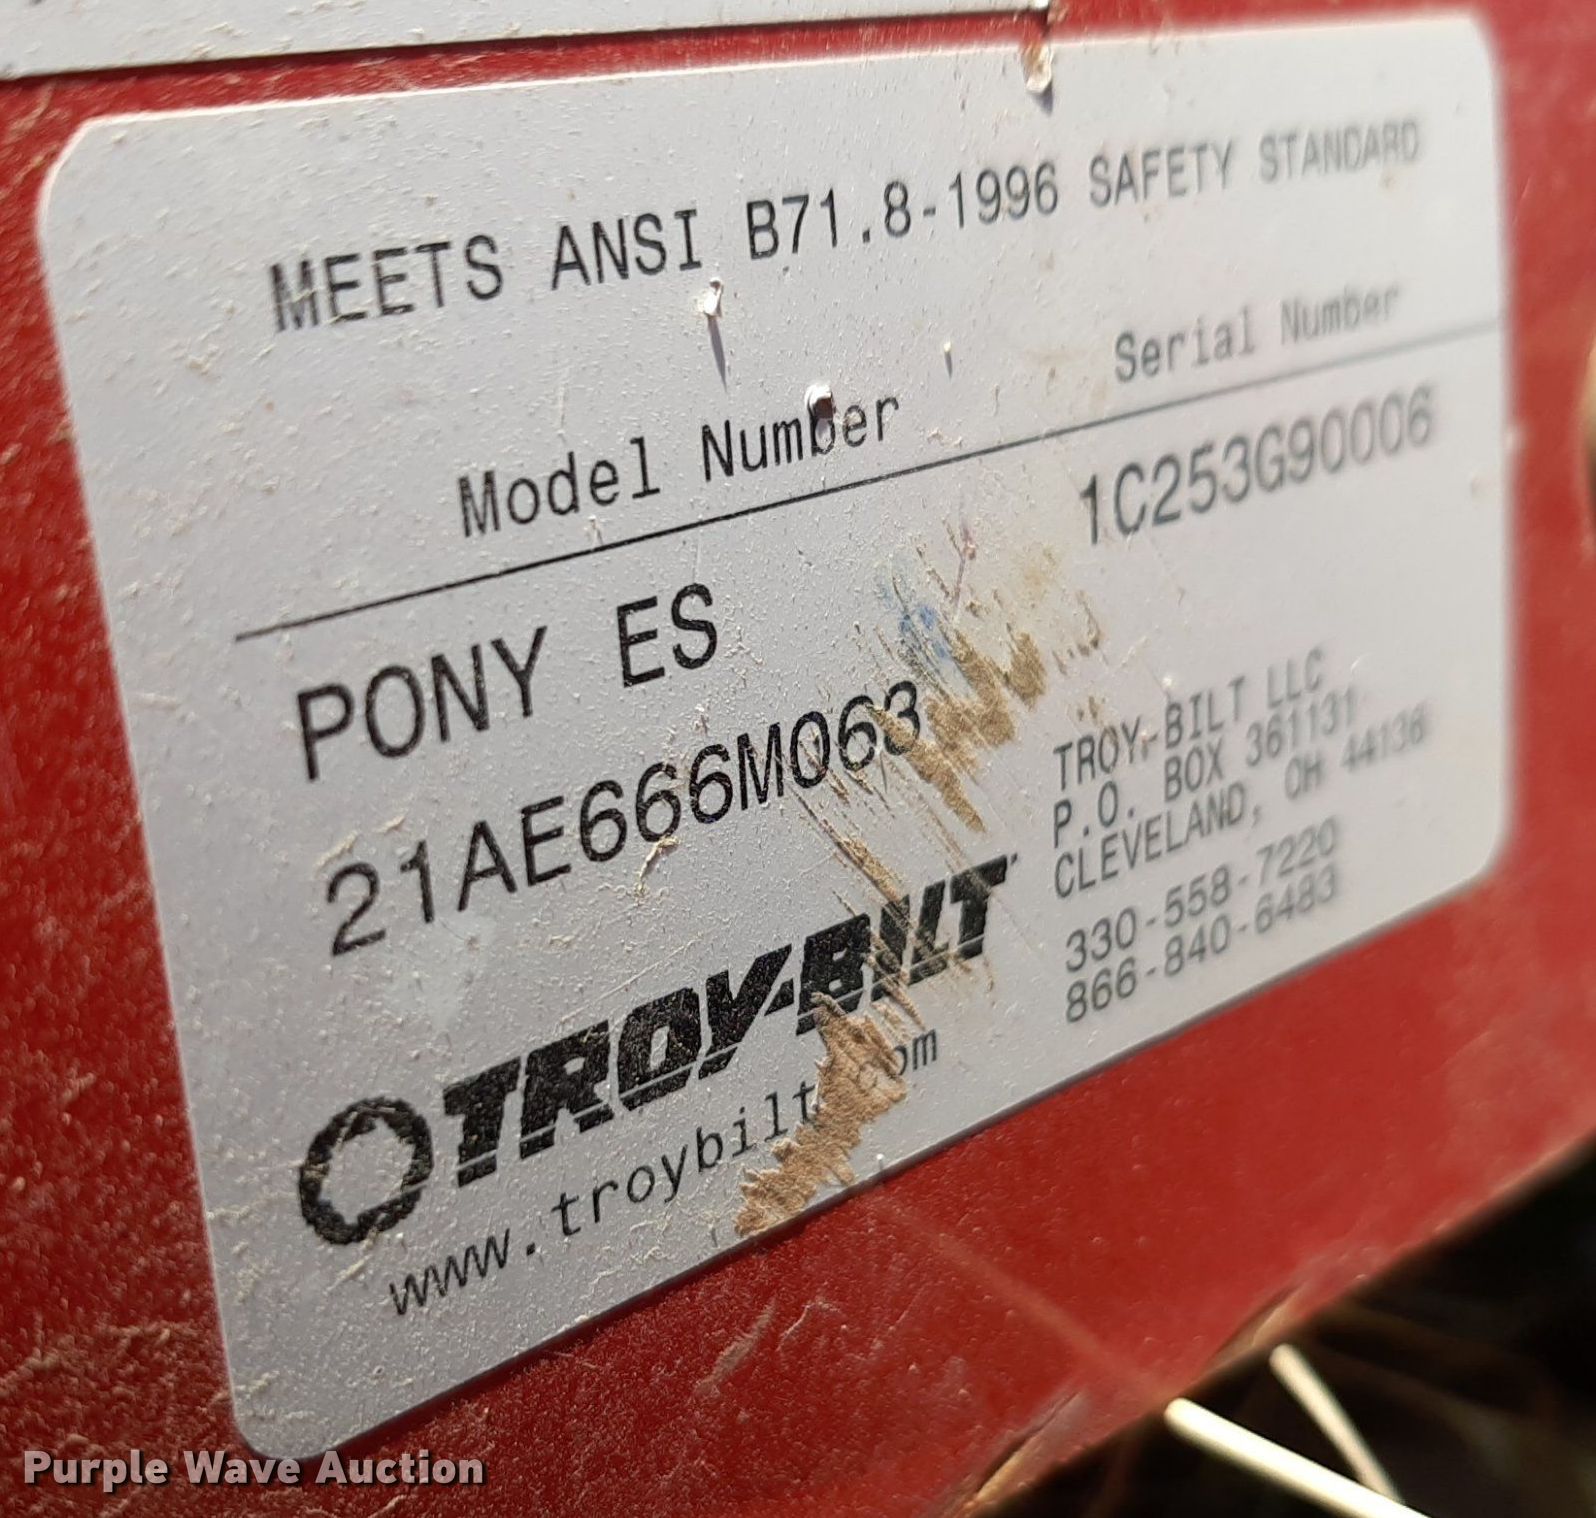 MEETS ANSI B71.8-1996 SAFETY STANDARD
Model Number Serial Number
PONY ES 1C253G90006
21AE666M063
TROY-BILT LLC
P.O. BOX 361131
CLEVELAND, OH 44136
330-558-7220
866-840-6483
TROY-BILT
www.troybilt.com
Purple Wave Auction